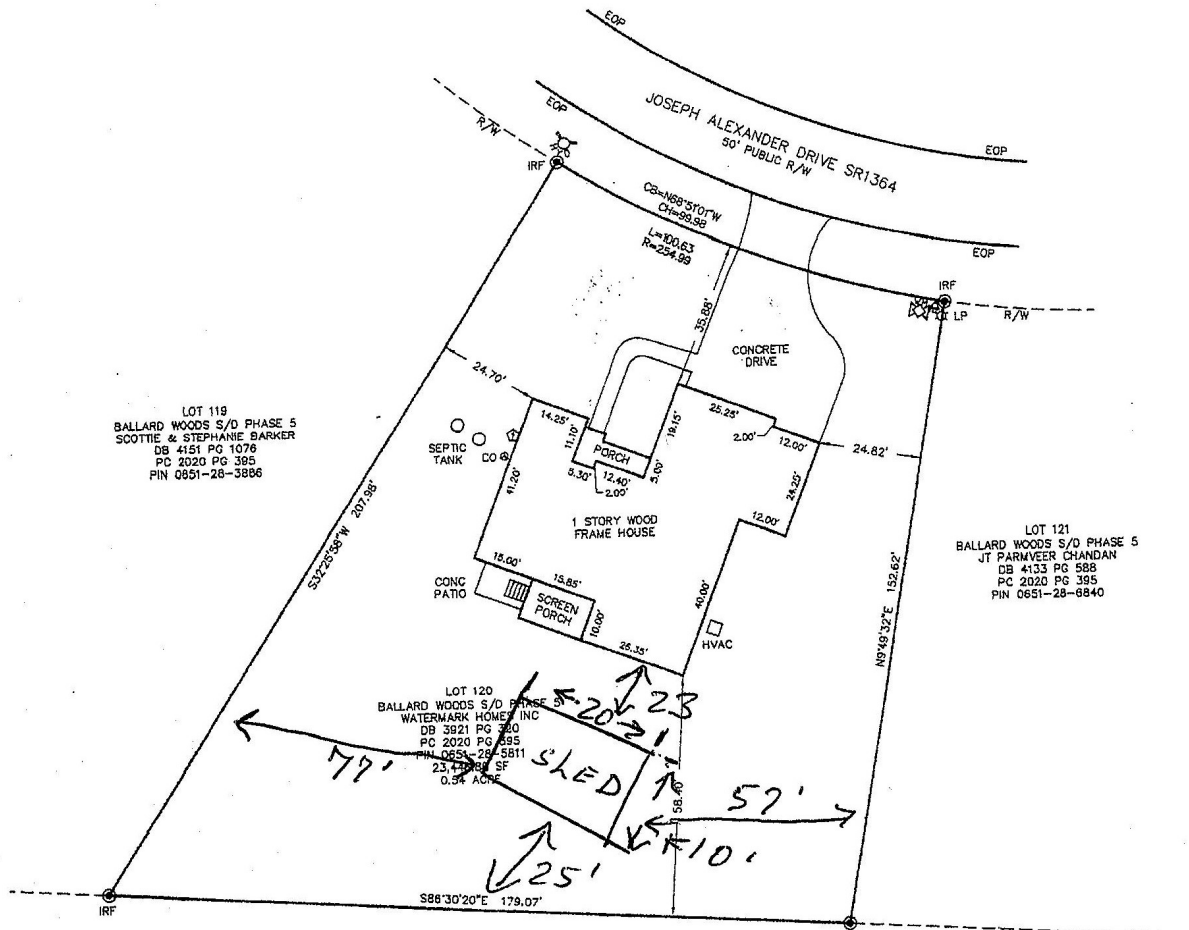 EOP
JOSEPH ALEXANDER DRIVE SR1364
50' PUBLIC R/W
EOP
EOP
EOP
R/W
HYD
IRF
CB=N68°51'01"W
CH=99.98
L=100.63
R=254.99
IRF
LP
R/W
35.88'
CONCRETE
DRIVE
24.70'
LOT 119
BALLARD WOODS S/D PHASE 5
SCOTTIE & STEPHANIE BARKER
DB 4151 PG 1076
PC 2020 PG 395
PIN 0651-28-3886
SEPTIC
TANK
CO
14.25'
11.10'
PORCH
5.30'
12.40'
2.00'
5.00'
19.15'
25.25'
2.00'
12.00'
24.82'
24.25'
12.00'
41.20'
1 STORY WOOD
FRAME HOUSE
S32°25'58"W 207.98'
LOT 121
BALLARD WOODS S/D PHASE 5
JT PARMVEER CHANDAN
DB 4133 PG 588
PC 2020 PG 395
PIN 0651-28-6840
N9°49'32"E 152.62'
15.00'
CONC
PATIO
15.85'
SCREEN
PORCH
10.00'
40.00'
HVAC
26.35'
23
20
LOT 120
BALLARD WOODS S/D PHASE 5
WATERMARK HOMES INC
DB 3921 PG 320
PC 2020 PG 395
PIN 0651-28-5811
SF
0.54 ACRE
77'
SHED
58.40'
57'
10'
25'
S86°30'20"E 179.07'
IRF